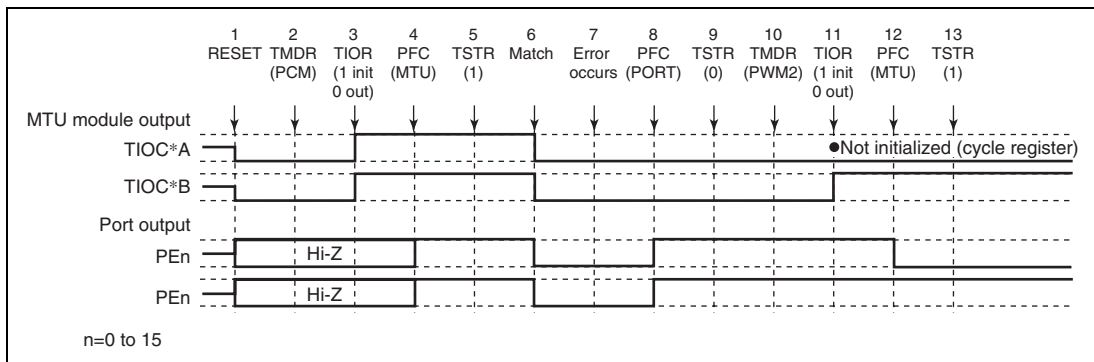 1 2 3 4 5 6 7 8 9 10 11 12 13
RESET TMDR TIOR PFC TSTR Match Error PFC TSTR TMDR TIOR PFC TSTR
(PCM) (1 init (MTU) (1) occurs (PORT) (0) (PWM2) (1 init (MTU) (1)
0 out) 0 out)
MTU module output
TIOC*A
●Not initialized (cycle register)
TIOC*B
Port output
PEn
Hi-Z
PEn
Hi-Z
n=0 to 15